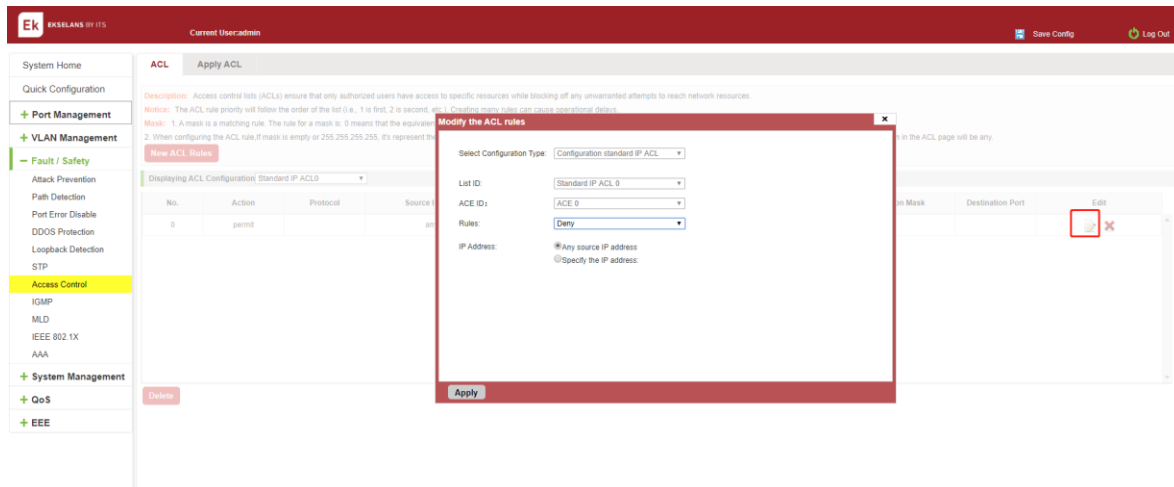 Ek EKSELANS BY ITS
Current User:admin
Save Config
Log Out
System Home
Quick Configuration
+ Port Management
+ VLAN Management
− Fault / Safety
Attack Prevention
Path Detection
Port Error Disable
DDOS Protection
Loopback Detection
STP
Access Control
IGMP
MLD
IEEE 802.1X
AAA
+ System Management
+ QoS
+ EEE
ACL Apply ACL
Description: Access control lists (ACLs) ensure that only authorized users have access to specific resources while blocking off any unwarranted attempts to reach network resources.
Notice: The ACL rule priority will follow the order of the list (i.e., 1 is first, 2 is second, etc.). Creating many rules can cause operational delays.
Mask: 1. A mask is a matching rule. The rule for a mask is: 0 means that the equivalen
2. When configuring the ACL rule,If mask is empty or 255.255.255.255, it's represent the
n in the ACL page will be any.
New ACL Rules
Displaying ACL Configuration Standard IP ACL0
No. Action Protocol Source I on Mask Destination Port Edit
0 permit an
Delete
Modify the ACL rules x
Select Configuration Type: Configuration standard IP ACL
List ID: Standard IP ACL 0
ACE ID: ACE 0
Rules: Deny
IP Address: Any source IP address
Specify the IP address:
Apply